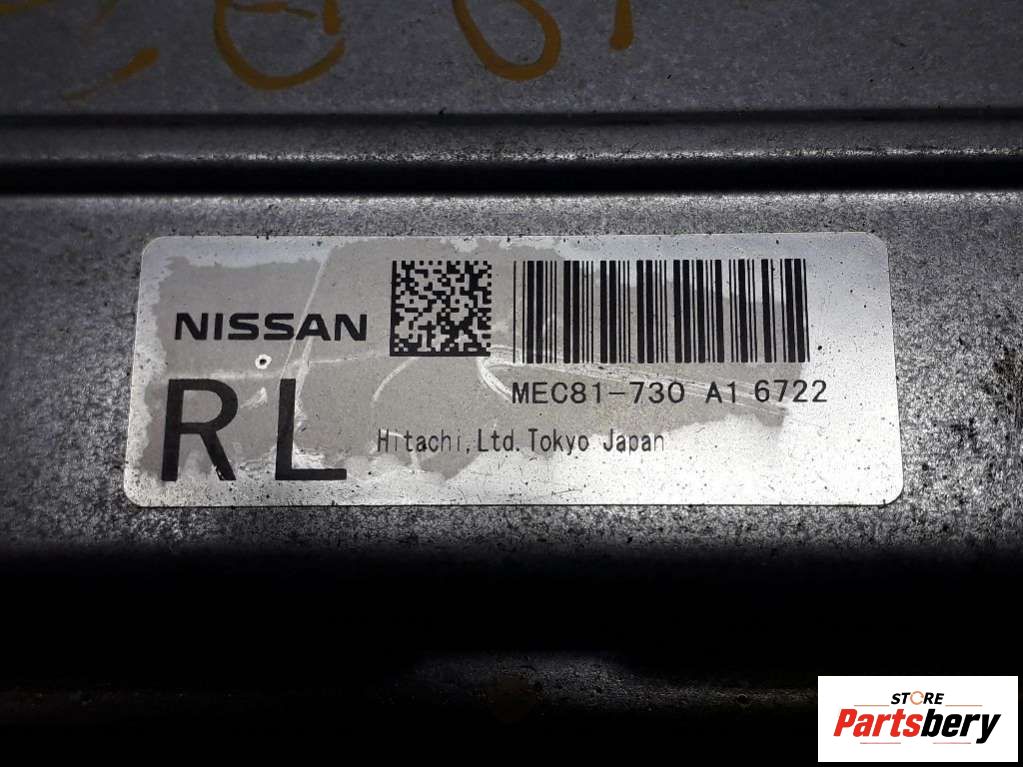 NISSAN
MEC81-730 A1 6722
RL
Hitachi,Ltd.Tokyo Japan
STORE
Partsbery